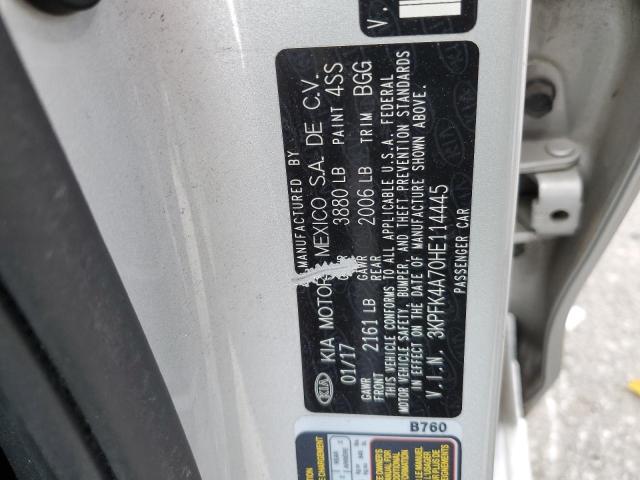 MANUFACTURED BY
KIA KIA MOTORS MEXICO S.A. DE C.V.
01/17 GVWR 3880 LB PAINT 4SS
GAWR FRONT 2161 LB GAWR REAR 2006 LB TRIM BGG
THIS VEHICLE CONFORMS TO ALL APPLICABLE U.S.A. FEDERAL
MOTOR VEHICLE SAFETY, BUMPER, AND THEFT PREVENTION STANDARDS
IN EFFECT ON THE DATE OF MANUFACTURE SHOWN ABOVE.
V.I.N. 3KPFK4A70HE114445
PASSENGER CAR
B760
V.